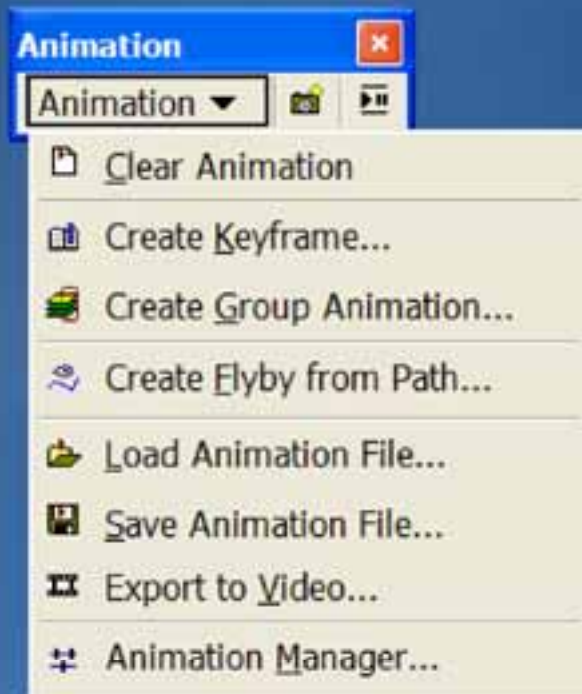 Animation
Animation
Clear Animation
Create Keyframe...
Create Group Animation...
Create Flyby from Path...
Load Animation File...
Save Animation File...
Export to Video...
Animation Manager...